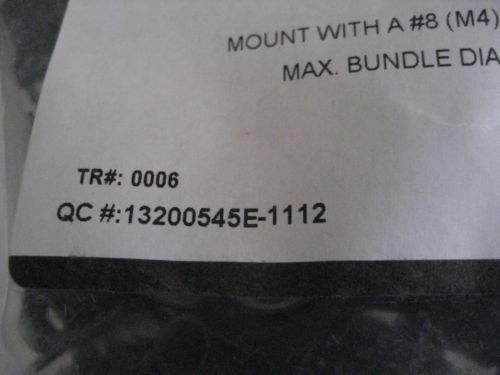 MOUNT WITH A #8 (M4)
MAX. BUNDLE DIA
TR#: 0006
QC #:13200545E-1112